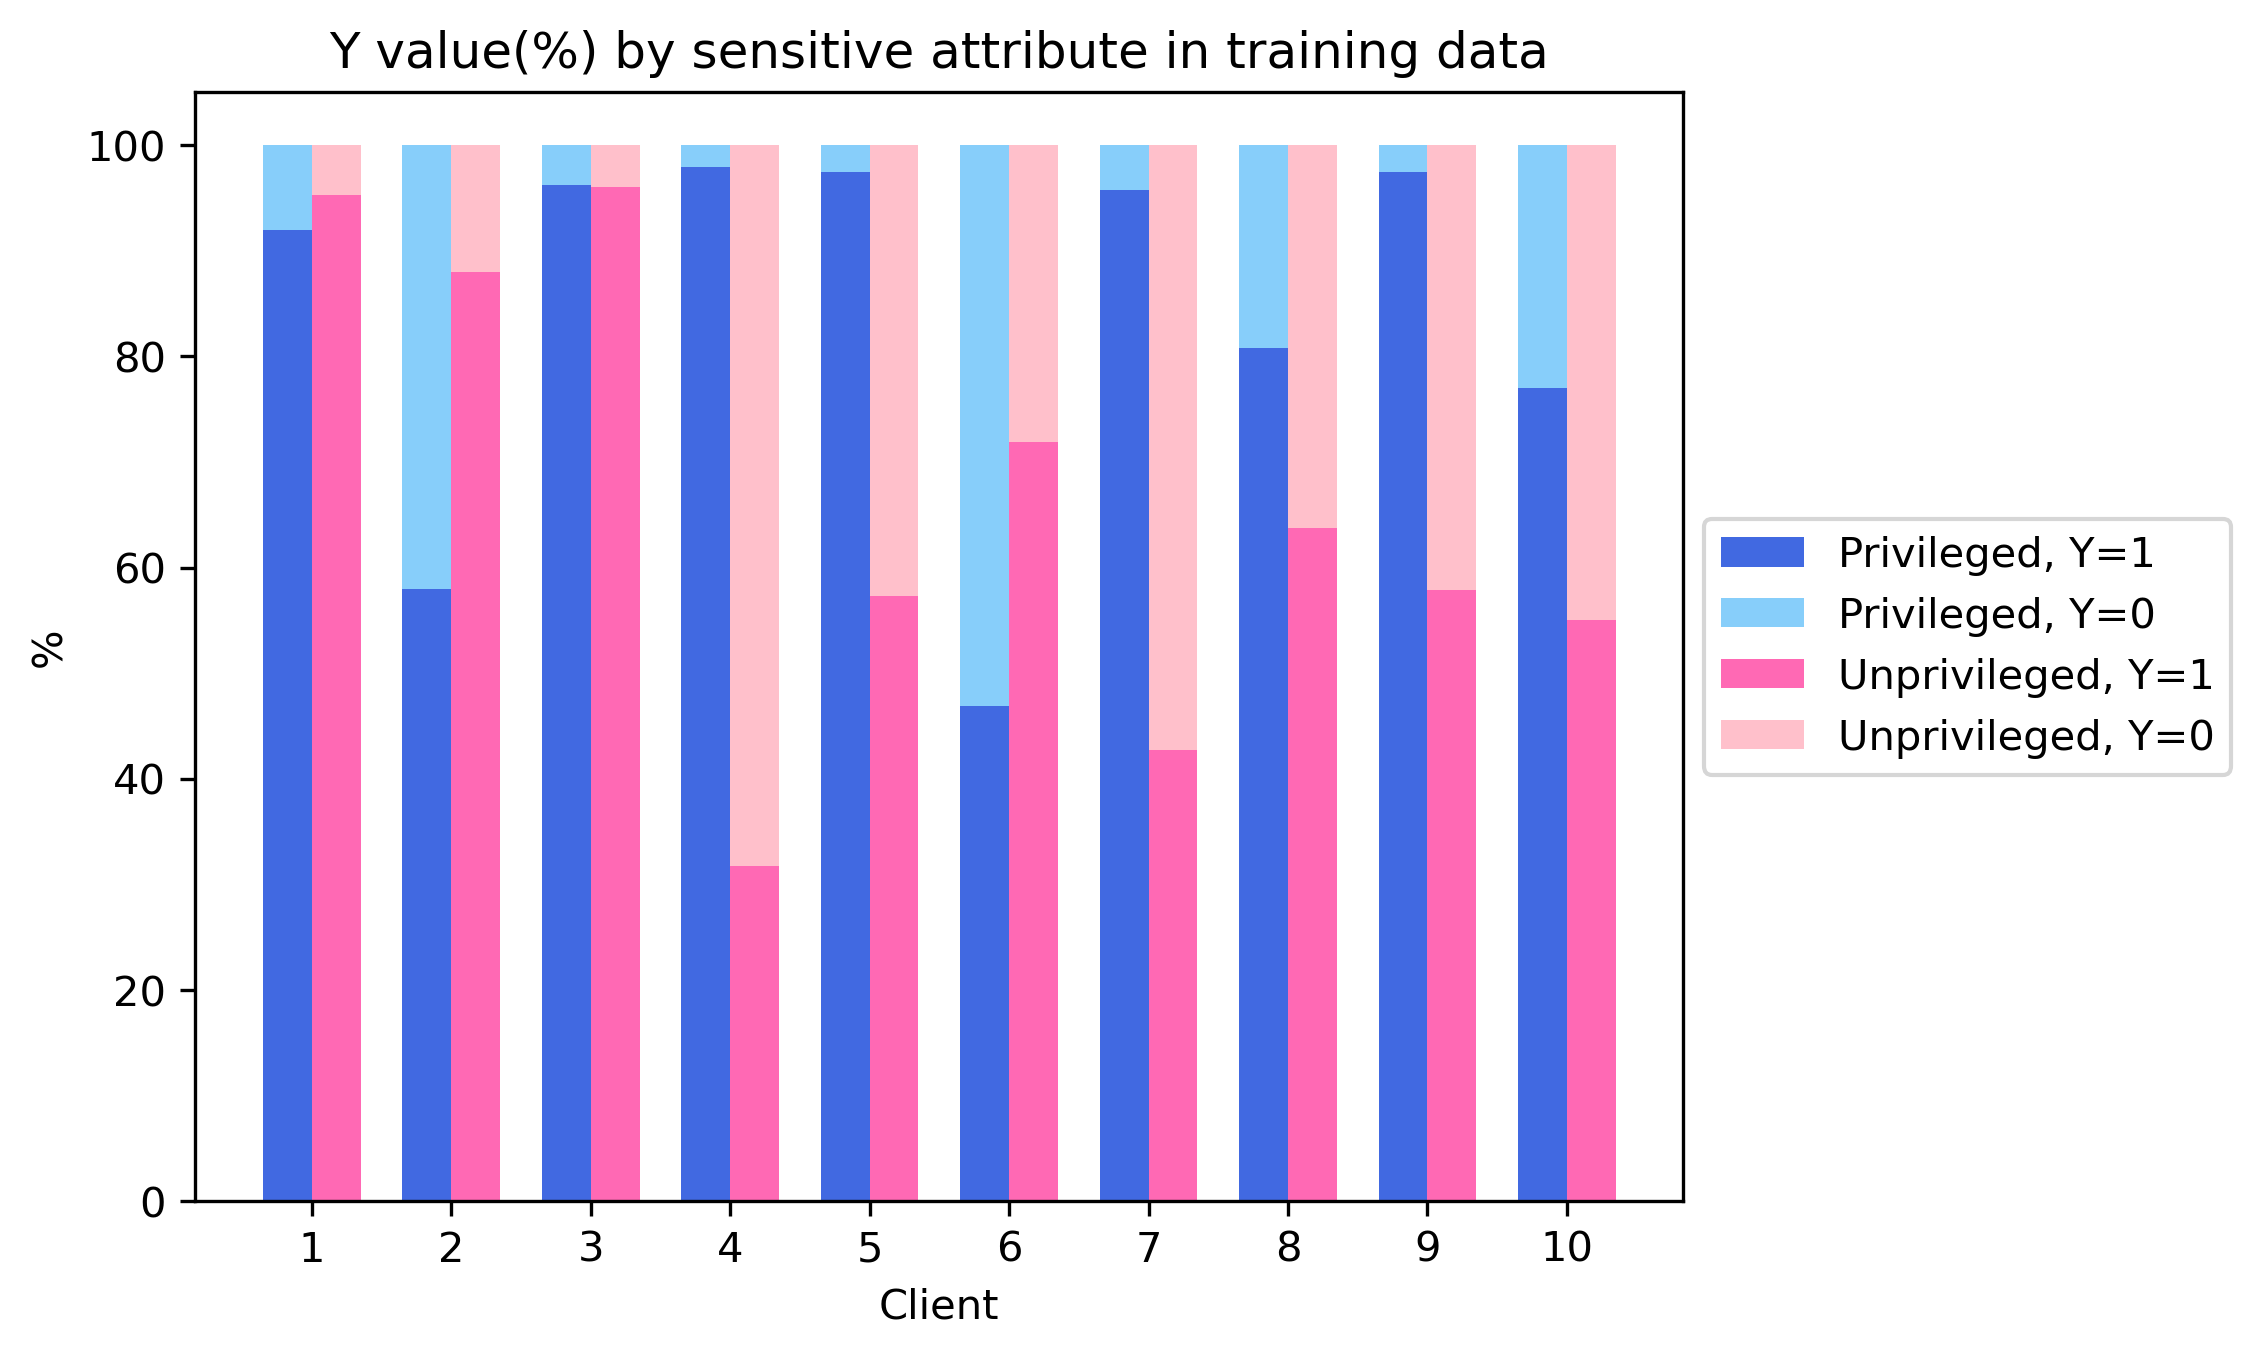 Y value(%) by sensitive attribute in training data
100
80
60
40
20
0
%
1 2 3 4 5 6 7 8 9 10
Client
Privileged, Y=1
Privileged, Y=0
Unprivileged, Y=1
Unprivileged, Y=0